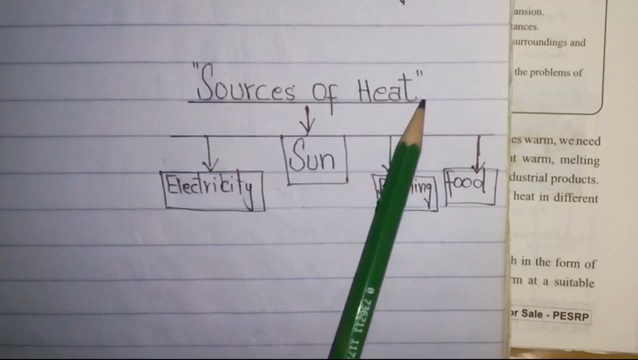 "Sources of Heat"
Sun
Electricity
food
ansion.
tances.
surroundings and
the problems of
es warm, we need
t warm, melting
dustrial products.
heat in different
h in the form of
rm at a suitable
or Sale - PESRP